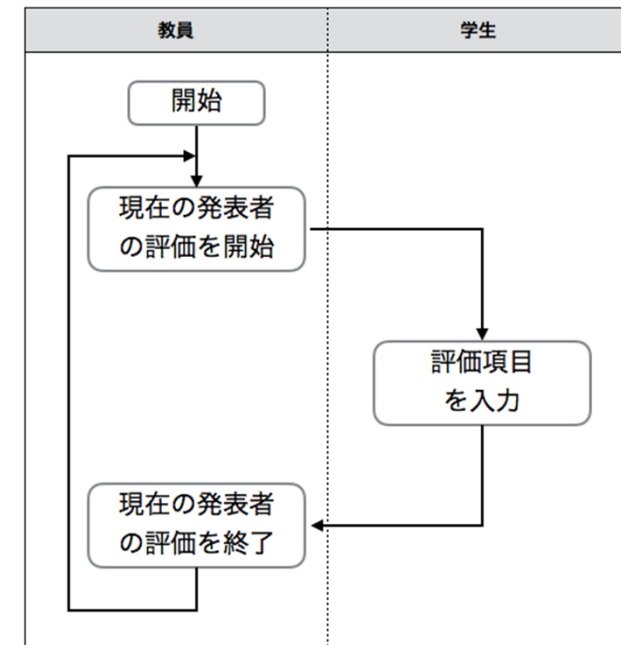 教員
学生
開始
現在の発表者
の評価を開始
評価項目
を入力
現在の発表者
の評価を終了